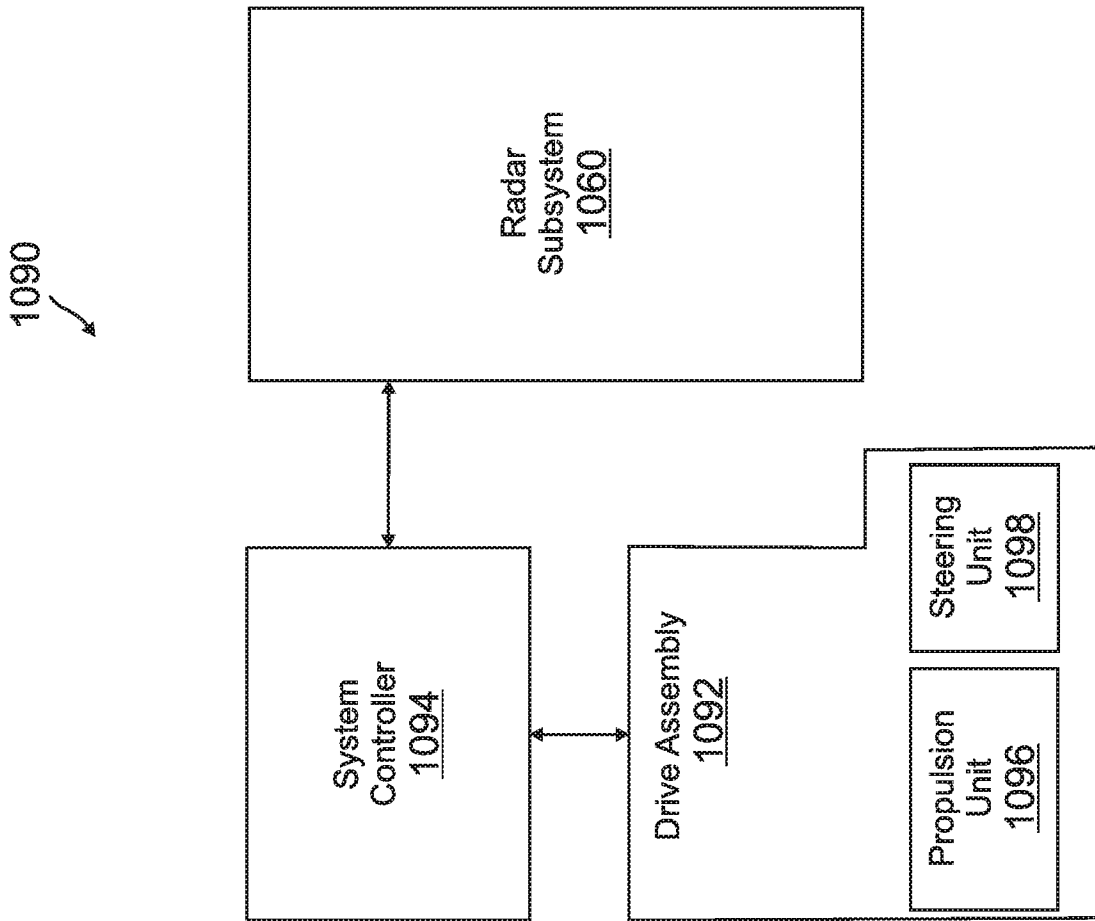 1090
Radar
Subsystem
1060
System
Controller
1094
Drive Assembly
1092
Propulsion
Unit
1096
Steering
Unit
1098